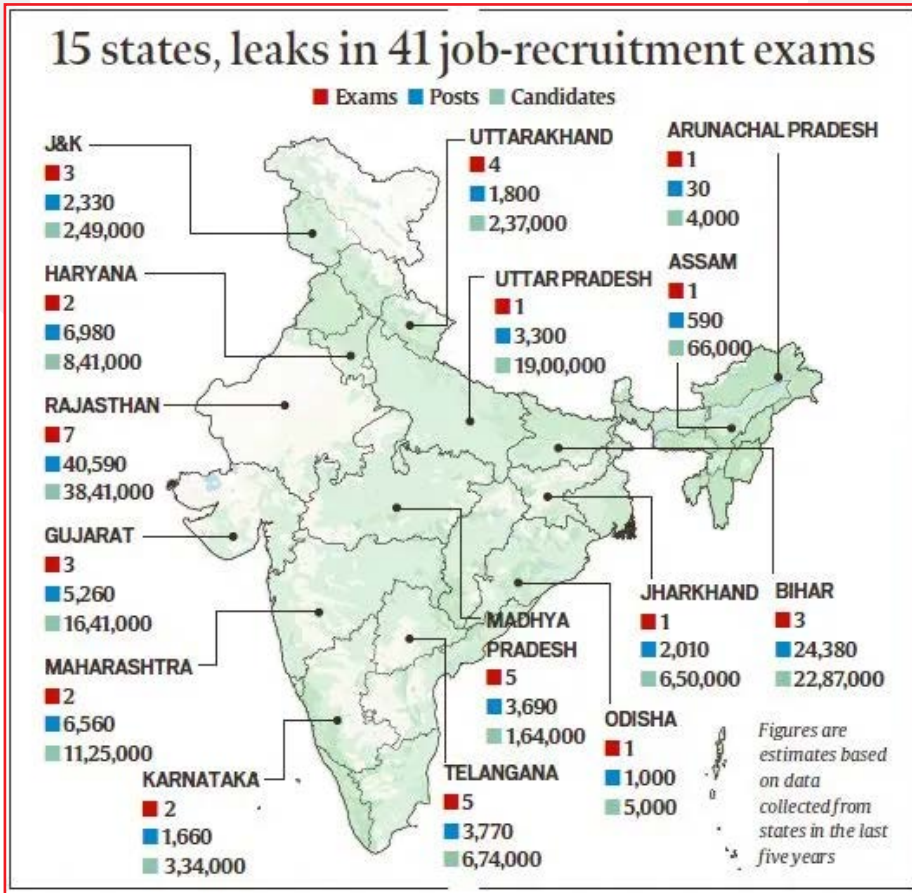 15 states, leaks in 41 job-recruitment exams
Exams Posts Candidates
J&K
3
2,330
2,49,000
HARYANA
2
6,980
8,41,000
RAJASTHAN
7
40,590
38,41,000
GUJARAT
3
5,260
16,41,000
MAHARASHTRA
2
6,560
11,25,000
KARNATAKA
2
1,660
3,34,000
UTTARAKHAND
4
1,800
2,37,000
UTTAR PRADESH
1
3,300
19,00,000
ARUNACHAL PRADESH
1
30
4,000
ASSAM
1
590
66,000
MADHYA
PRADESH
5
3,690
1,64,000
TELANGANA
5
3,770
6,74,000
ODISHA
1
1,000
5,000
JHARKHAND
1
2,010
6,50,000
BIHAR
3
24,380
22,87,000
Figures are
estimates based
on data
collected from
states in the last
five years